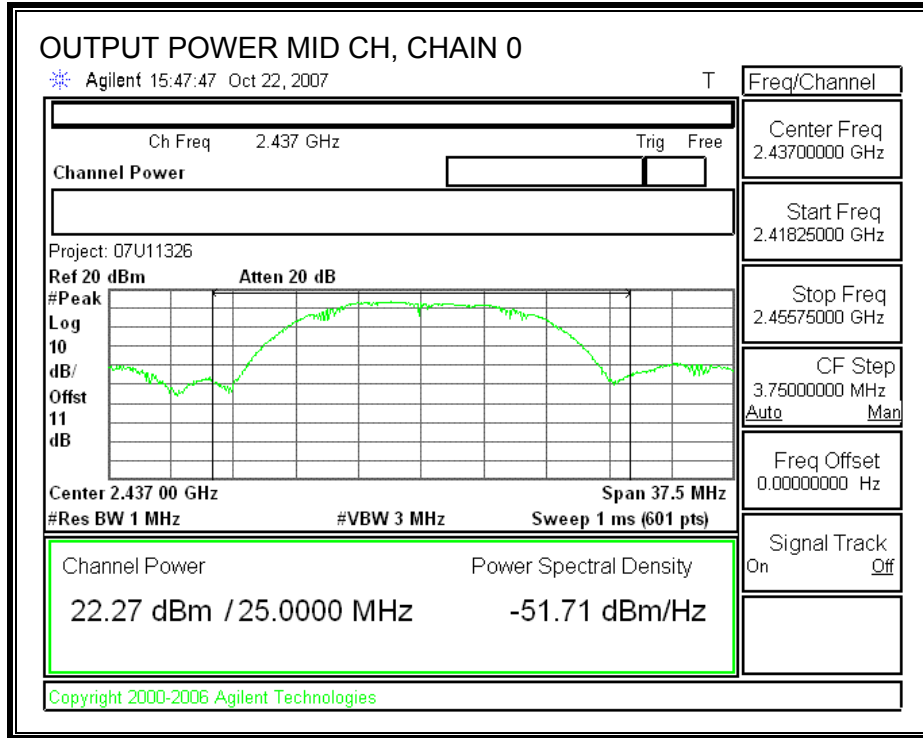 OUTPUT POWER MID CH, CHAIN 0
Agilent 15:47:47 Oct 22, 2007 T
Freq/Channel
Ch Freq 2.437 GHz Trig Free
Channel Power
Project: 07U11326
Ref 20 dBm Atten 20 dB
#Peak
Log
10
dB/
Offst
11
dB
Center 2.437 00 GHz Span 37.5 MHz
#Res BW 1 MHz #VBW 3 MHz Sweep 1 ms (601 pts)
Channel Power Power Spectral Density
22.27 dBm / 25.0000 MHz -51.71 dBm/Hz
Center Freq
2.43700000 GHz
Start Freq
2.41825000 GHz
Stop Freq
2.45575000 GHz
CF Step
3.75000000 MHz
Auto Man
Freq Offset
0.00000000 Hz
Signal Track
On Off
Copyright 2000-2006 Agilent Technologies